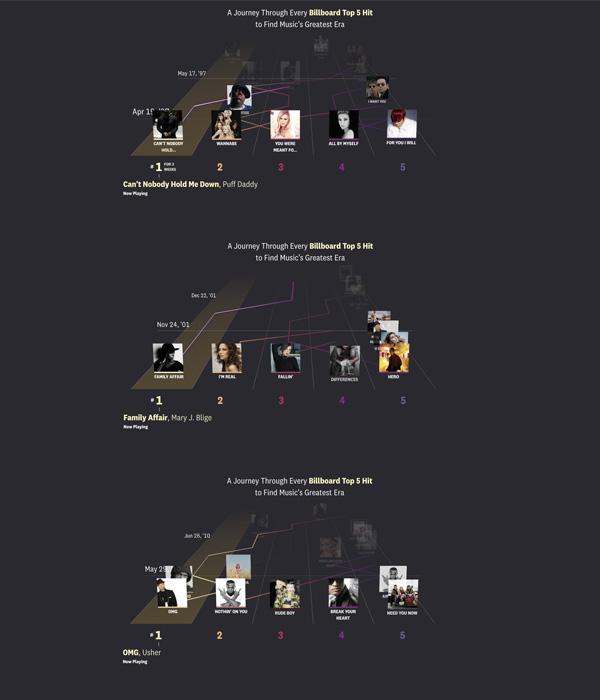 A Journey Through Every Billboard Top 5 Hit
to Find Music's Greatest Era
May 17, '97
I WANT YOU
CAN'T NOBODY
HOLD...
WANNABE
YOU WERE
MEANT FO...
ALL BY MYSELF
FOR YOU I WILL
# 1 FOR 3
WEEKS
2
3
4
5
Can't Nobody Hold Me Down, Puff Daddy
Now Playing
A Journey Through Every Billboard Top 5 Hit
to Find Music's Greatest Era
Dec 22, '01
Nov 24, '01
FAMILY AFFAIR
I'M REAL
FALLIN'
DIFFERENCES
HERO
# 1
2
3
4
5
Family Affair, Mary J. Blige
Now Playing
A Journey Through Every Billboard Top 5 Hit
to Find Music's Greatest Era
Jun 26, '10
May 29
OMG
NOTHIN' ON YOU
RUDE BOY
BREAK YOUR
HEART
NEED YOU NOW
# 1
2
3
4
5
OMG, Usher
Now Playing